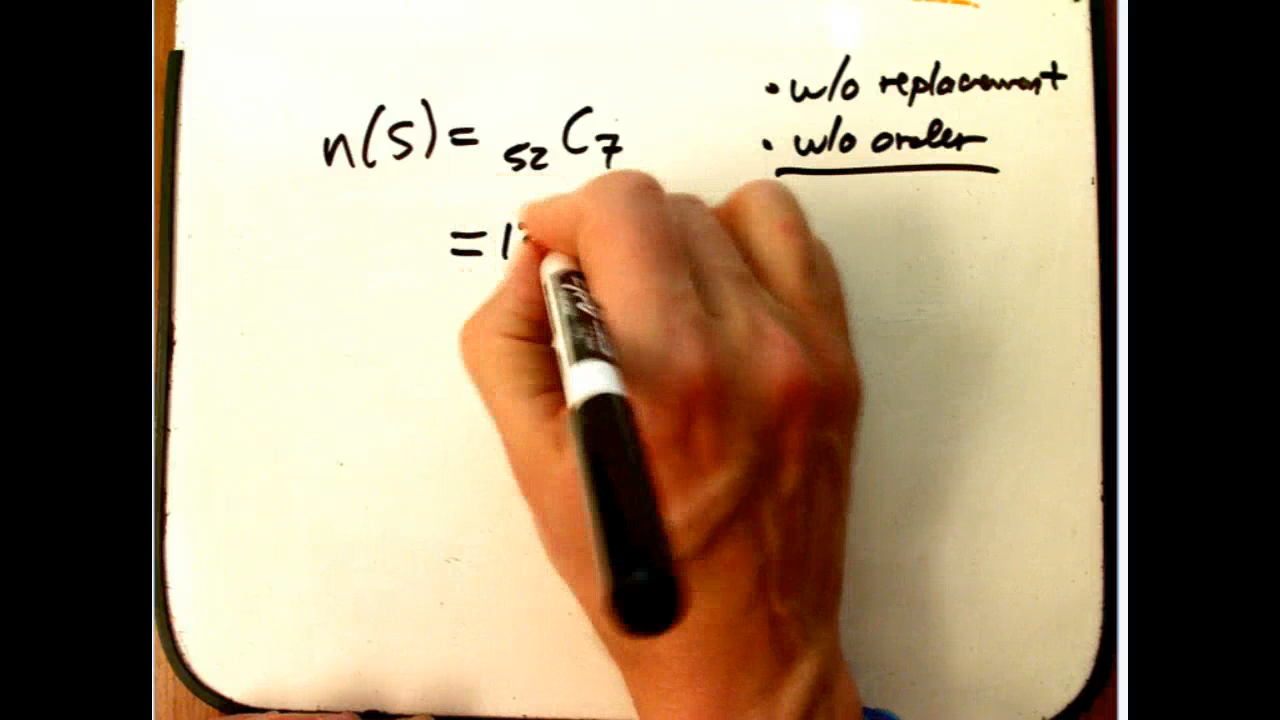 n(S) = 52C7
= 1
• w/o replacement
• w/o order